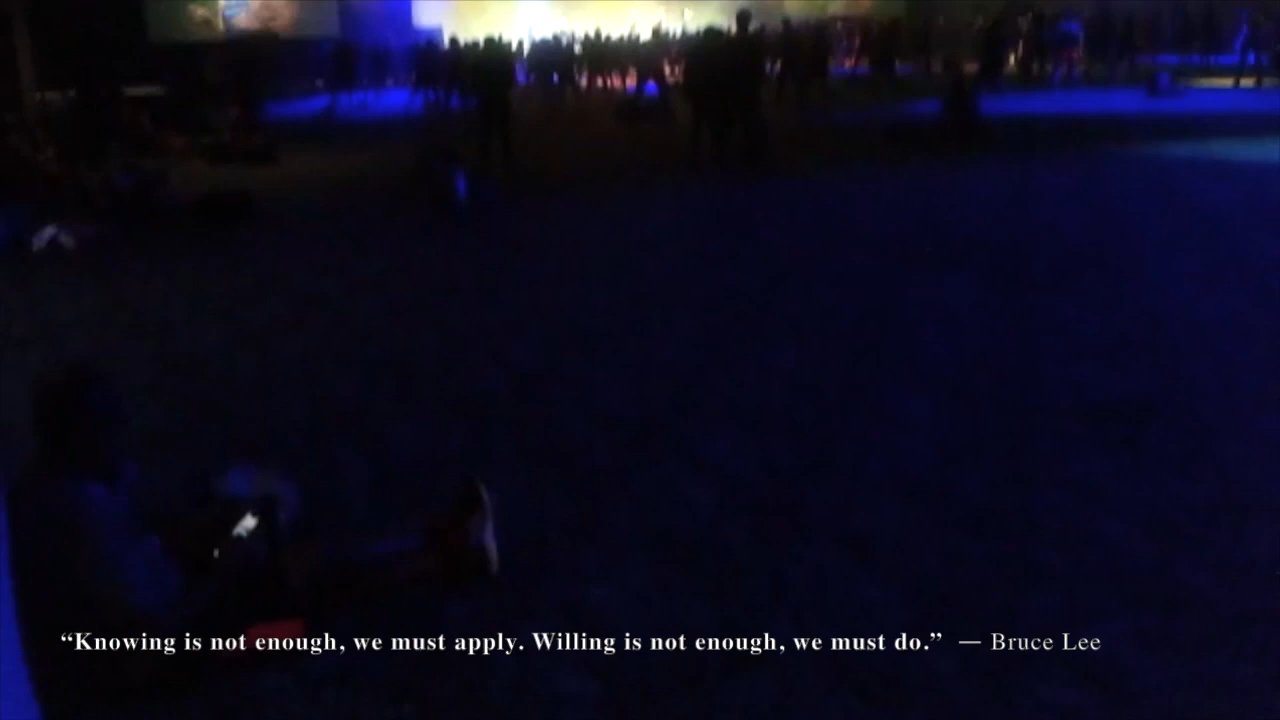 “Knowing is not enough, we must apply. Willing is not enough, we must do.” — Bruce Lee